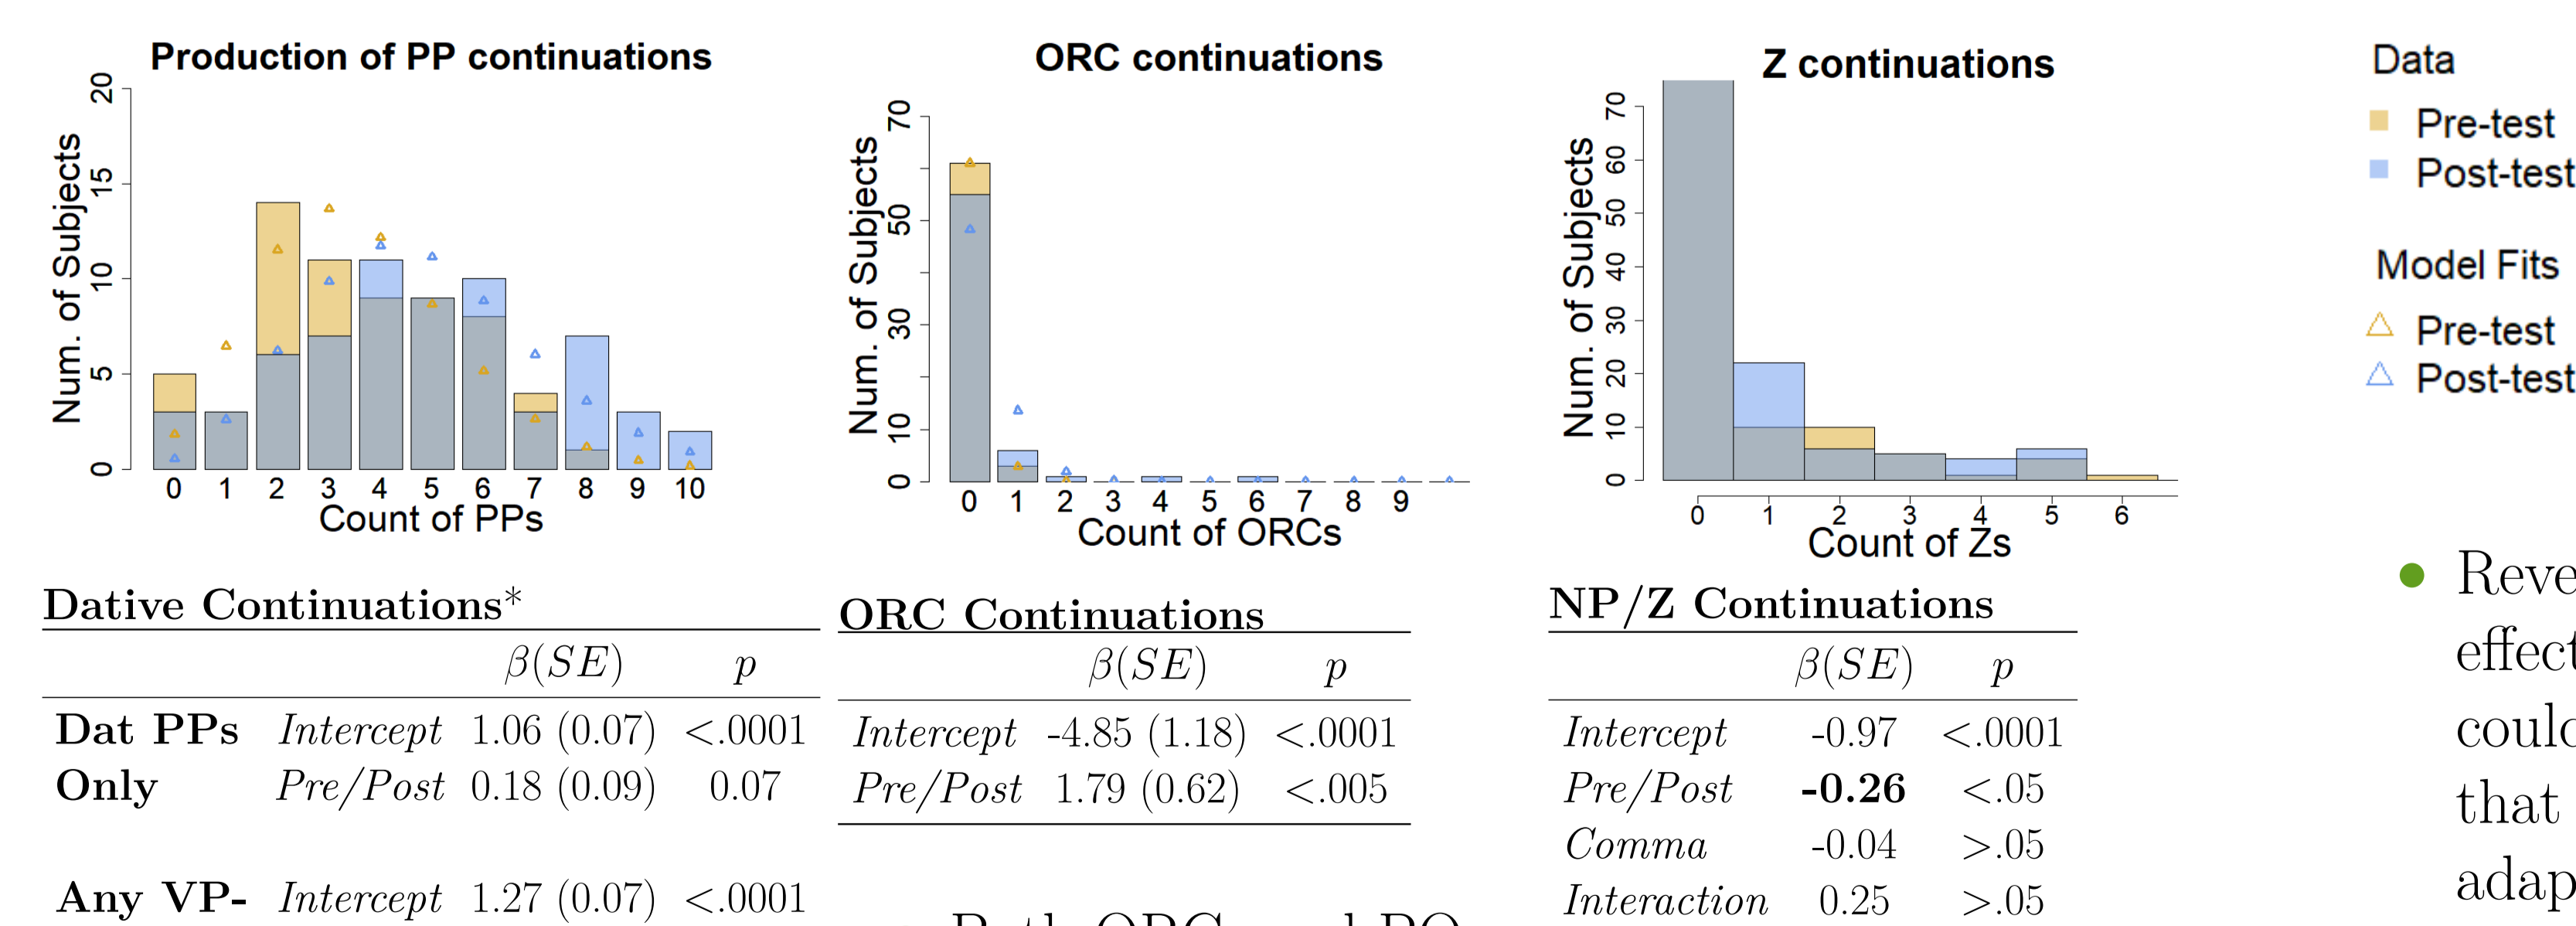 Production of PP continuations
Num. of Subjects
20
15
10
5
0
0 1 2 3 4 5 6 7 8 9 10
Count of PPs
ORC continuations
Num. of Subjects
70
50
30
10
0
0 1 2 3 4 5 6 7 8 9
Count of ORCs
Z continuations
Num. of Subjects
70
60
50
40
30
20
10
0
0 1 2 3 4 5 6
Count of Zs
Data
Pre-test
Post-test
Model Fits
Pre-test
Post-test
Dative Continuations*
β(SE) p
Dat PPs Intercept 1.06 (0.07) <.0001
Only Pre/Post 0.18 (0.09) 0.07
Any VP- Intercept 1.27 (0.07) <.0001
ORC Continuations
β(SE) p
Intercept -4.85 (1.18) <.0001
Pre/Post 1.79 (0.62) <.005
NP/Z Continuations
β(SE) p
Intercept -0.97 <.0001
Pre/Post -0.26 <.05
Comma -0.04 >.05
Interaction 0.25 >.05
• Reve
effect
could
that
adap